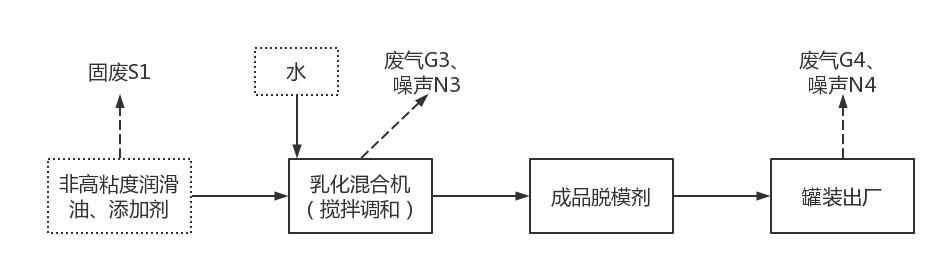 固废S1
水
废气G3、
噪声N3
废气G4、
噪声N4
非高粘度润滑
油、添加剂
乳化混合机
（搅拌调和）
成品脱模剂
罐装出厂